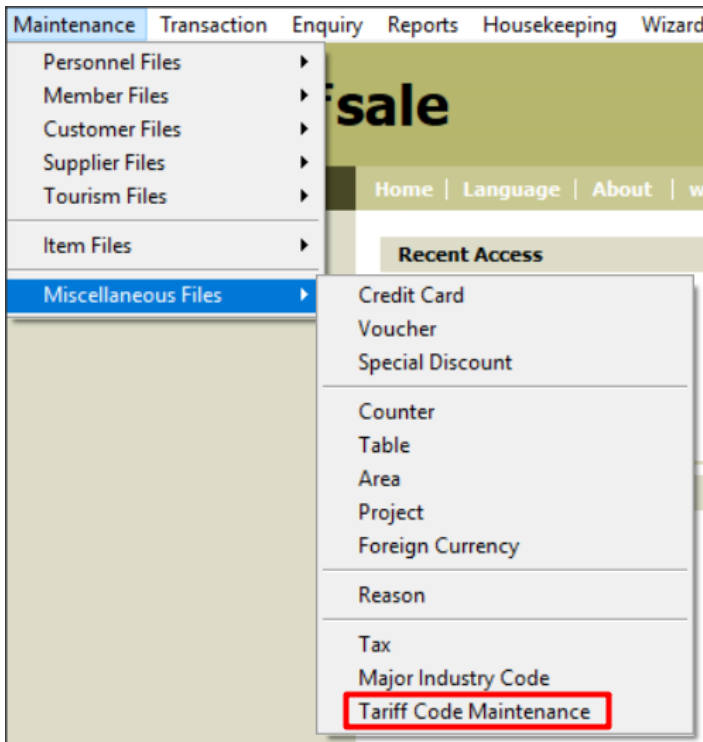 Maintenance Transaction Enquiry Reports Housekeeping Wizard
Personnel Files
Member Files
Customer Files
Supplier Files
Tourism Files
Item Files
Miscellaneous Files
sale
Home | Language | About | w
Recent Access
Credit Card
Voucher
Special Discount
Counter
Table
Area
Project
Foreign Currency
Reason
Tax
Major Industry Code
Tariff Code Maintenance